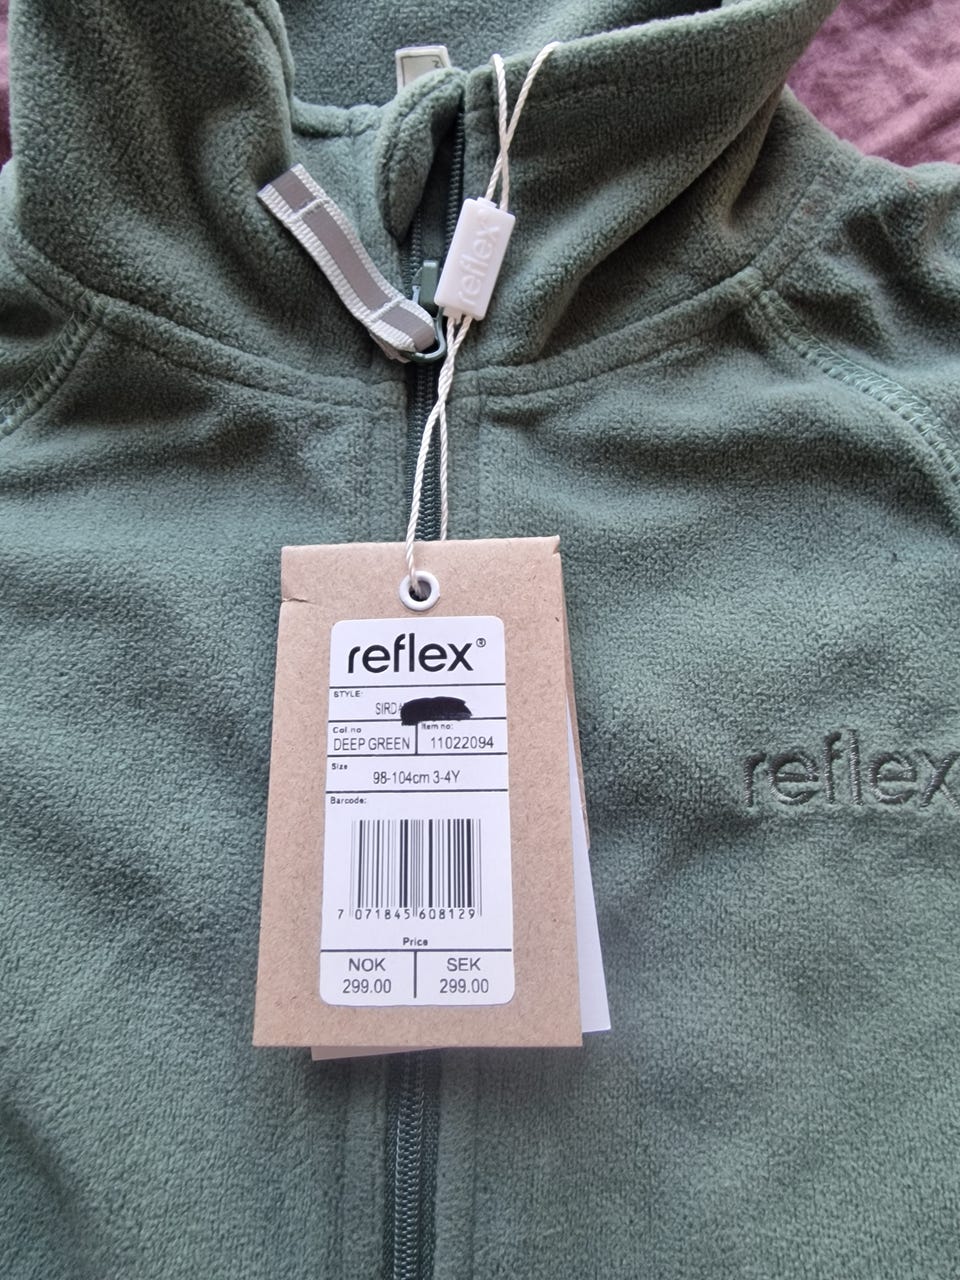 reflex
reflex®
STYLE:
Col.no
Item no:
DEEP GREEN
11022094
Size
98-104cm 3-4Y
Barcode:
7 071845 608129
Price
NOK
SEK
299.00
299.00
reflex